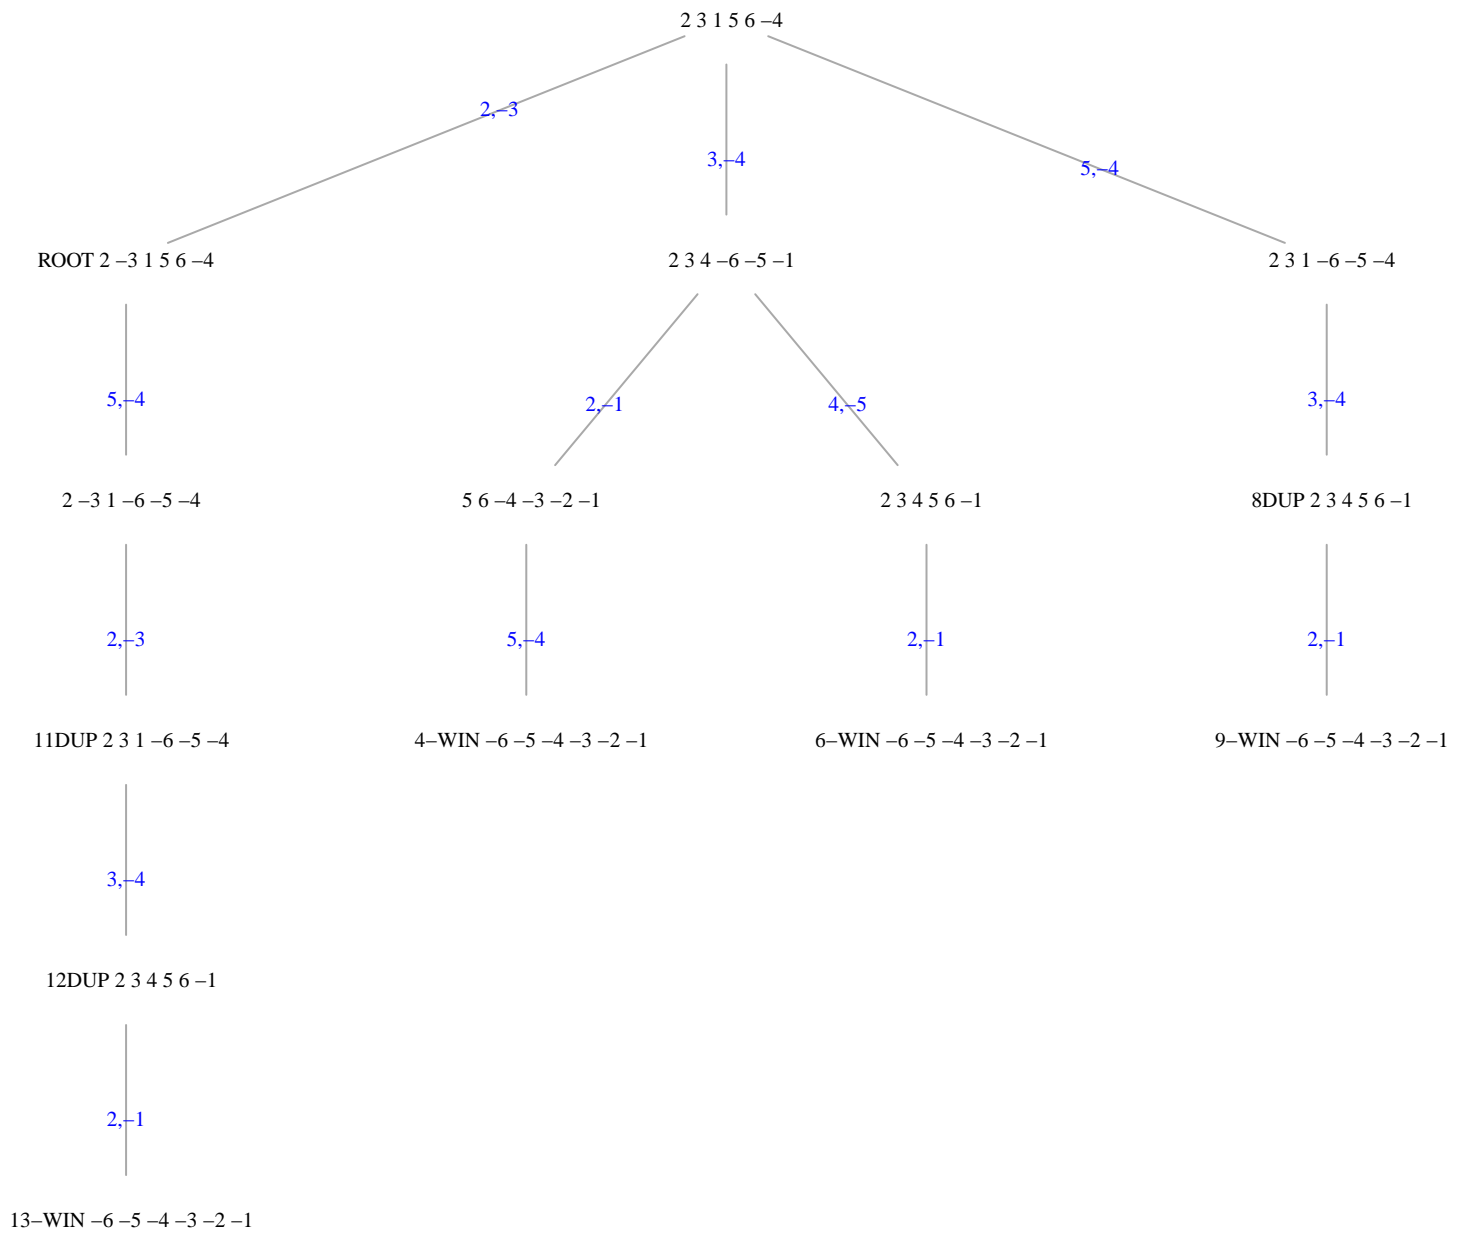 2 3 1 5 6 –4
2,–3
3,–4
5,–4
ROOT 2 –3 1 5 6 –4
2 3 4 –6 –5 –1
2 3 1 –6 –5 –4
5,–4
2,–1
4,–5
3,–4
2 –3 1 –6 –5 –4
5 6 –4 –3 –2 –1
2 3 4 5 6 –1
8DUP 2 3 4 5 6 –1
2,–3
5,–4
2,–1
2,–1
11DUP 2 3 1 –6 –5 –4
4–WIN –6 –5 –4 –3 –2 –1
6–WIN –6 –5 –4 –3 –2 –1
9–WIN –6 –5 –4 –3 –2 –1
3,–4
12DUP 2 3 4 5 6 –1
2,–1
13–WIN –6 –5 –4 –3 –2 –1